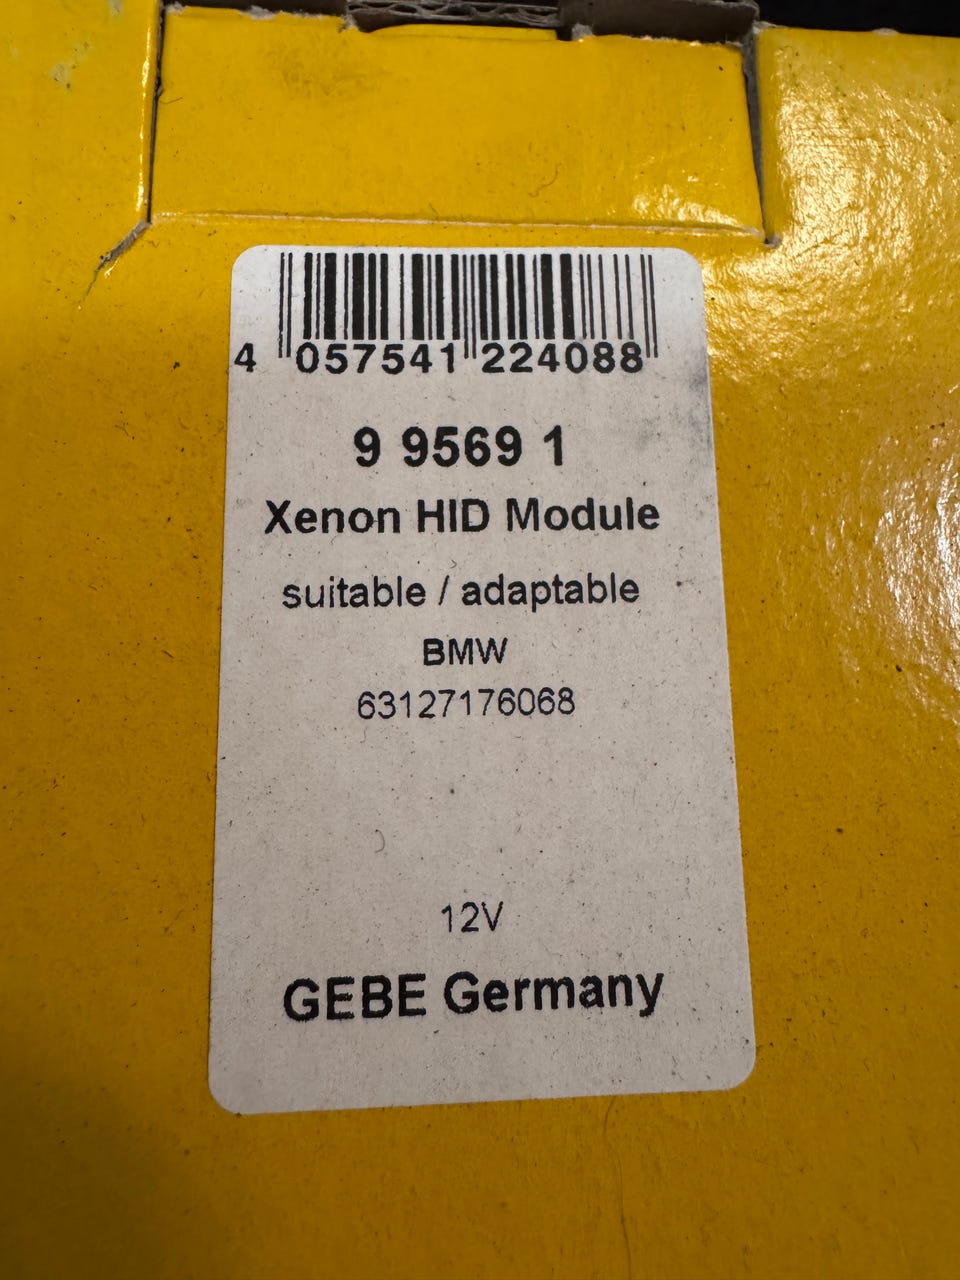 4 057541 224088
9 9569 1
Xenon HID Module
suitable / adaptable
BMW
63127176068
12V
GEBE Germany